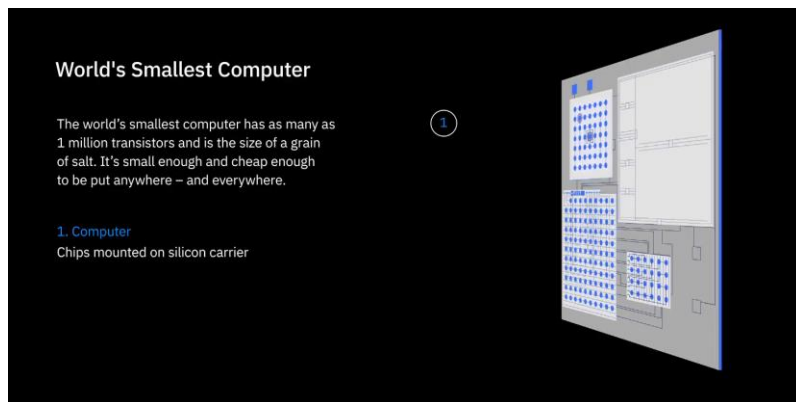 World's Smallest Computer
The world’s smallest computer has as many as
1 million transistors and is the size of a grain
of salt. It’s small enough and cheap enough
to be put anywhere – and everywhere.
1. Computer
Chips mounted on silicon carrier
1